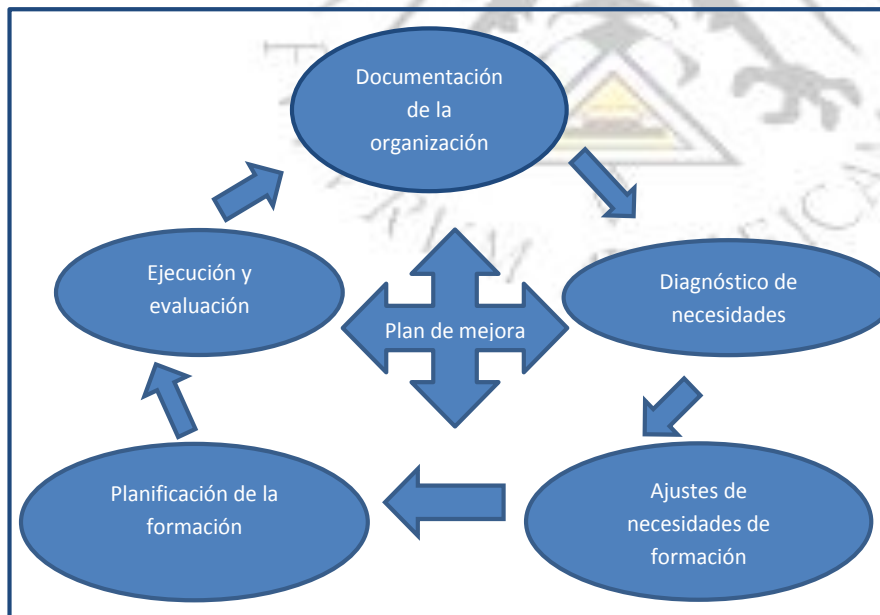 Documentación
de la
organización
Diagnóstico de
necesidades
Ajustes de
necesidades de
formación
Planificación de la
formación
Ejecución y
evaluación
Plan de mejora